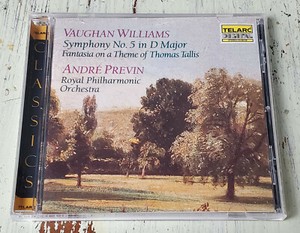 TELARC
VAUGHAN WILLIAMS
Symphony No. 5 in D Major
Fantasia on a Theme of Thomas Tallis
ANDRÉ PREVIN
Royal Philharmonic
Orchestra
CLASSICS